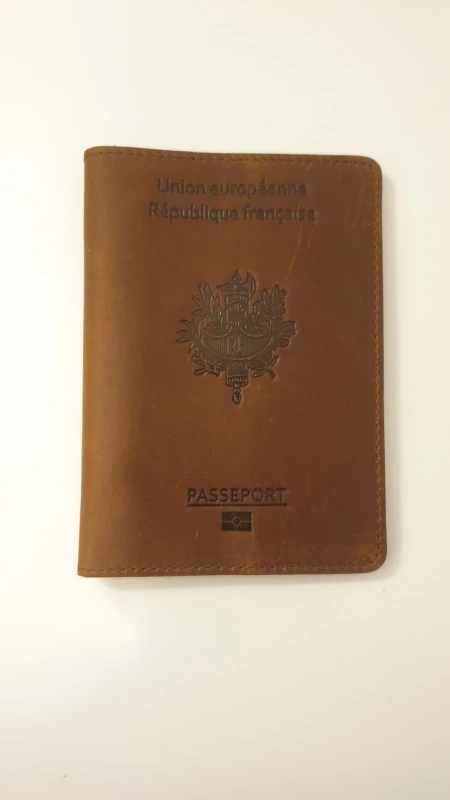 Union européenne
République française
PASSEPORT